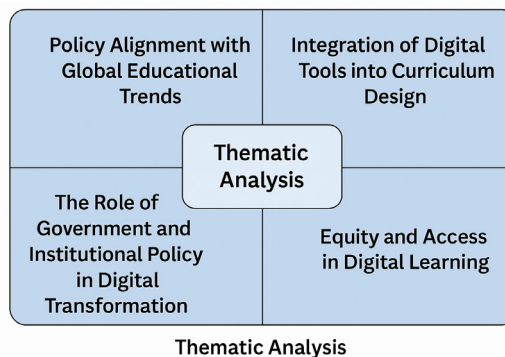 Policy Alignment with
Global Educational
Trends
Integration of Digital
Tools into Curriculum
Design
Thematic
Analysis
The Role of
Government and
Institutional Policy
in Digital
Transformation
Equity and Access
in Digital Learning
Thematic Analysis